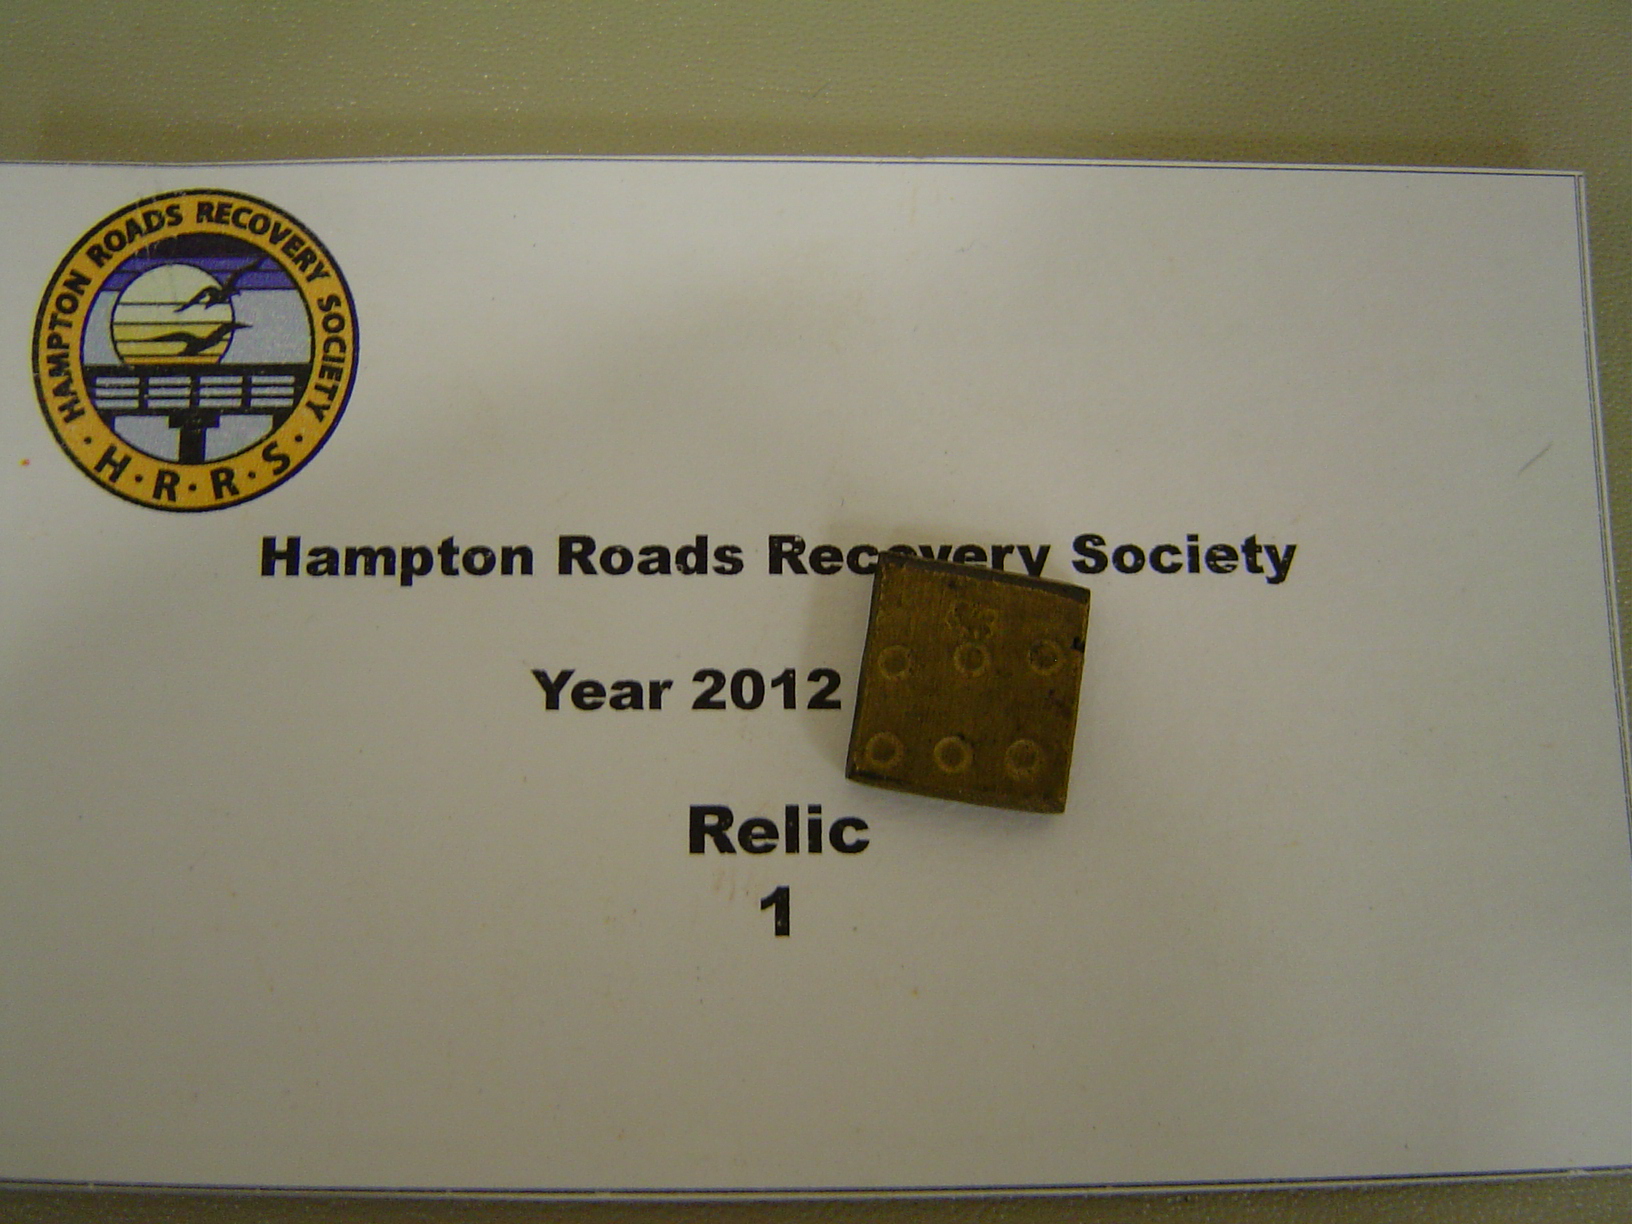 HAMPTON ROADS RECOVERY SOCIETY
· H · R · R · S ·
Hampton Roads Recovery Society
Year 2012
Relic
1